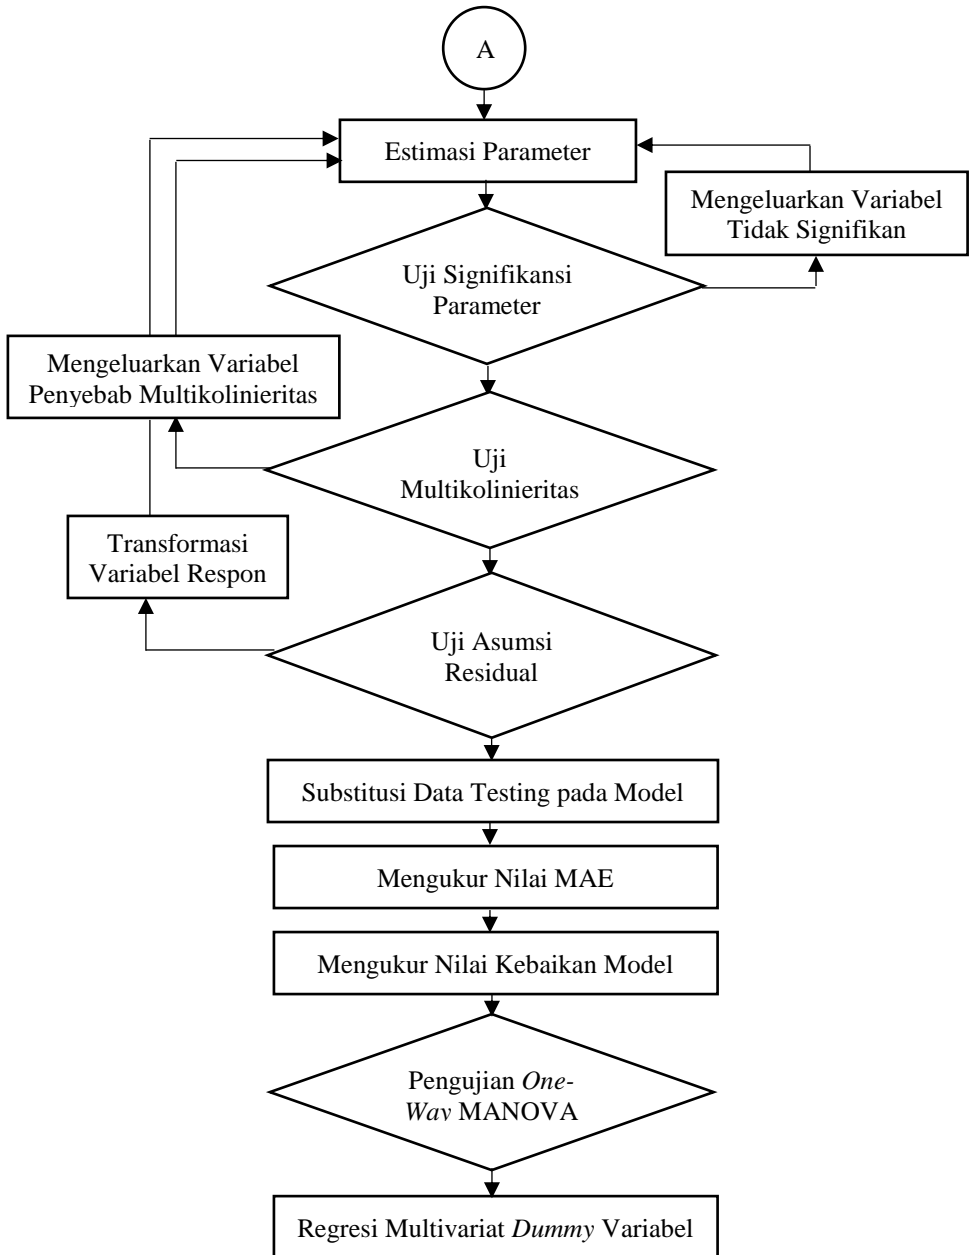 A
Estimasi Parameter
Mengeluarkan Variabel
Tidak Signifikan
Uji Signifikansi
Parameter
Mengeluarkan Variabel
Penyebab Multikolinieritas
Uji
Multikolinieritas
Transformasi
Variabel Respon
Uji Asumsi
Residual
Substitusi Data Testing pada Model
Mengukur Nilai MAE
Mengukur Nilai Kebaikan Model
Pengujian One-
Way MANOVA
Regresi Multivariat Dummy Variabel